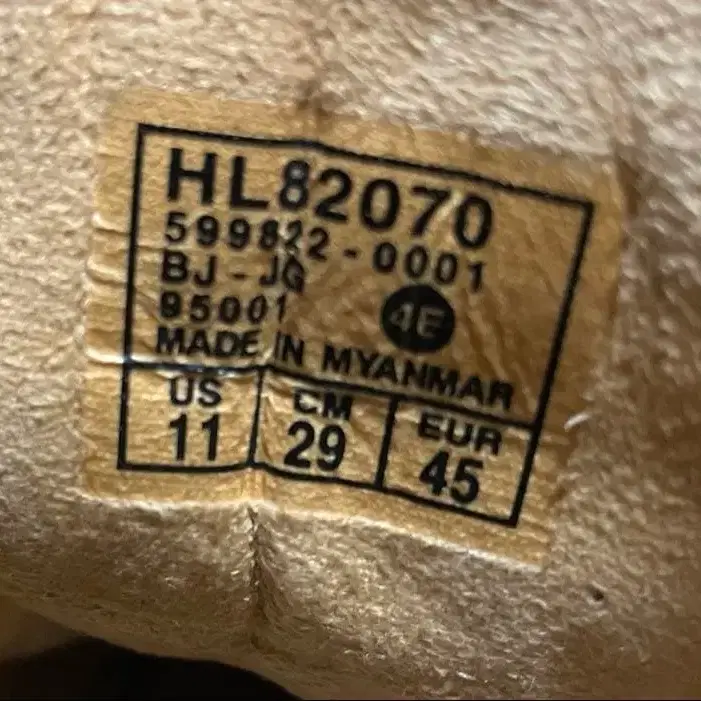 HL82070
599822-0001
BJ-JG
95001 4E
MADE IN MYANMAR
US CM EUR
11 29 45